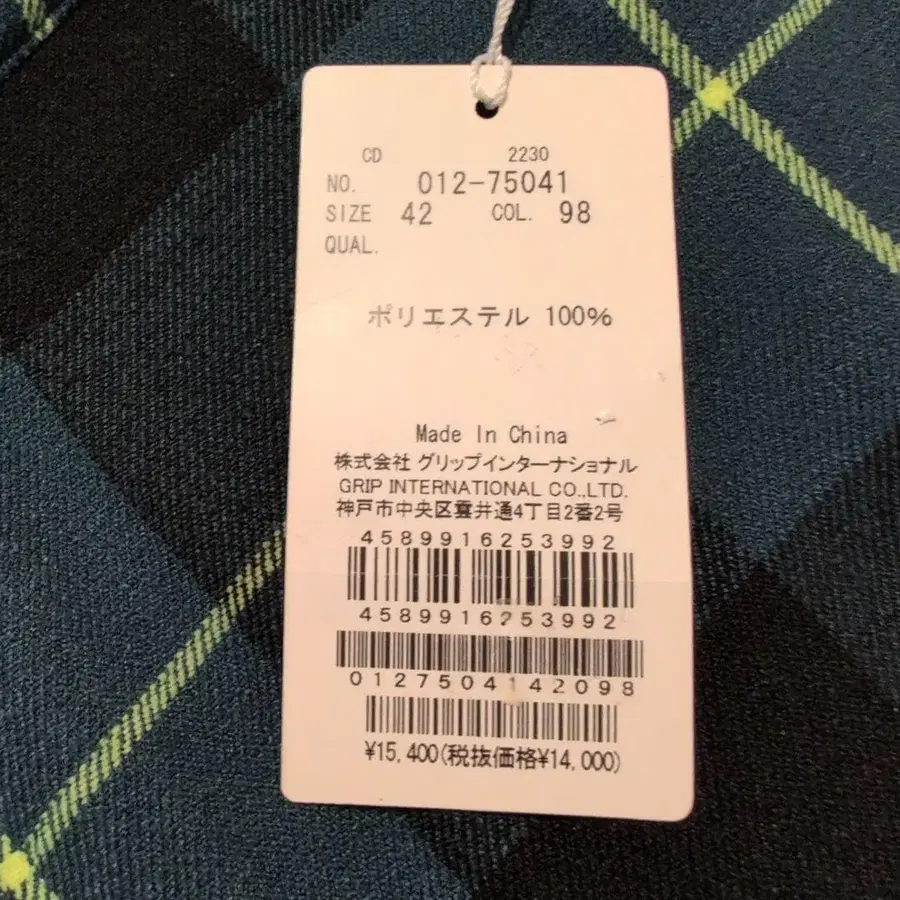 CD 2230
NO. 012-75041
SIZE 42 COL. 98
QUAL.
ポリエステル 100%
Made In China
株式会社 グリップインターナショナル
GRIP INTERNATIONAL CO.,LTD.
神戸市中央区雲井通4丁目2番2号
4589916253992
4589916253992
0127504142098
¥15,400(税抜価格¥14,000)